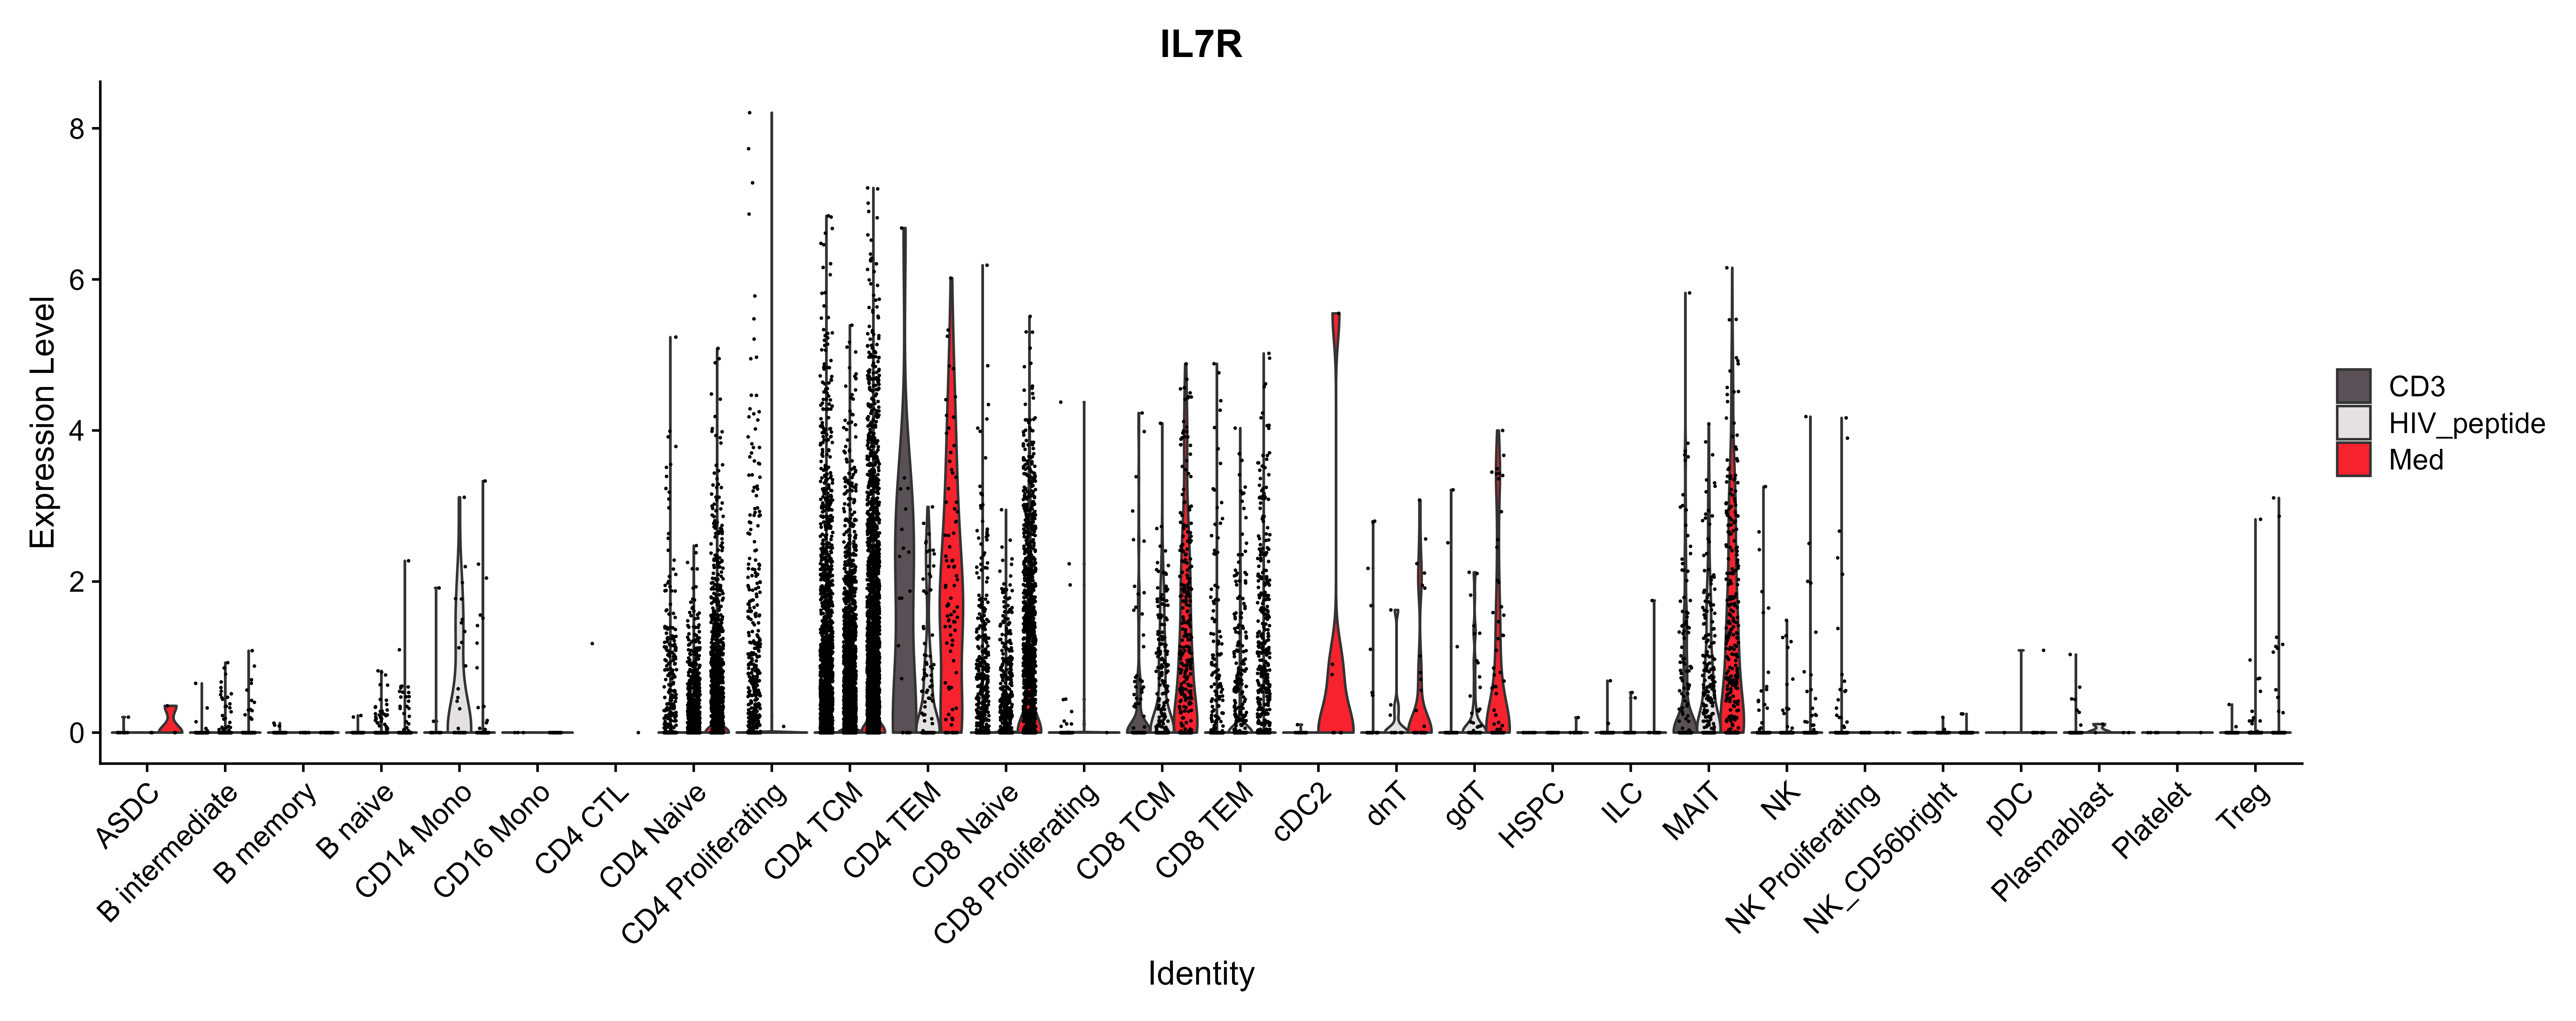 IL7R
Expression Level
8
6
4
2
0
ASDC
B intermediate
B memory
B naive
CD14 Mono
CD16 Mono
CD4 CTL
CD4 Naive
CD4 Proliferating
CD4 TCM
CD4 TEM
CD8 Naive
CD8 Proliferating
CD8 TCM
CD8 TEM
cDC2
dnT
gdT
HSPC
ILC
MAIT
NK
NK Proliferating
NK_CD56bright
pDC
Plasmablast
Platelet
Treg
Identity
CD3
HIV_peptide
Med